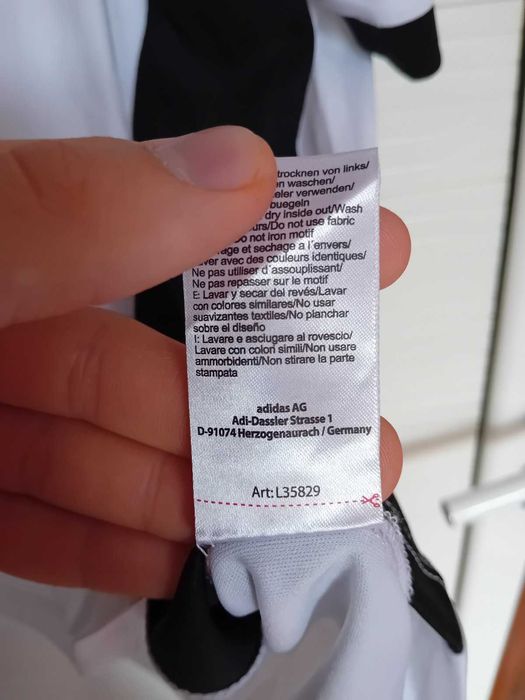 trocknen von links/
waschen/
verwenden/
buegeln
dry inside out/Wash
Do not use fabric
not iron motif
et sechage a l'envers/
avec des couleurs identiques/
Ne pas utiliser d'assouplissant/
Ne pas repasser sur le motif
E: Lavar y secar del revés/Lavar
con colores similares/No usar
suavizantes textiles/No planchar
sobre el diseño
I: Lavare e asciugare al rovescio/
Lavare con colori simili/Non usare
ammorbidenti/Non stirare la parte
stampata
adidas AG
Adi-Dassler Strasse 1
D-91074 Herzogenaurach / Germany
Art: L35829